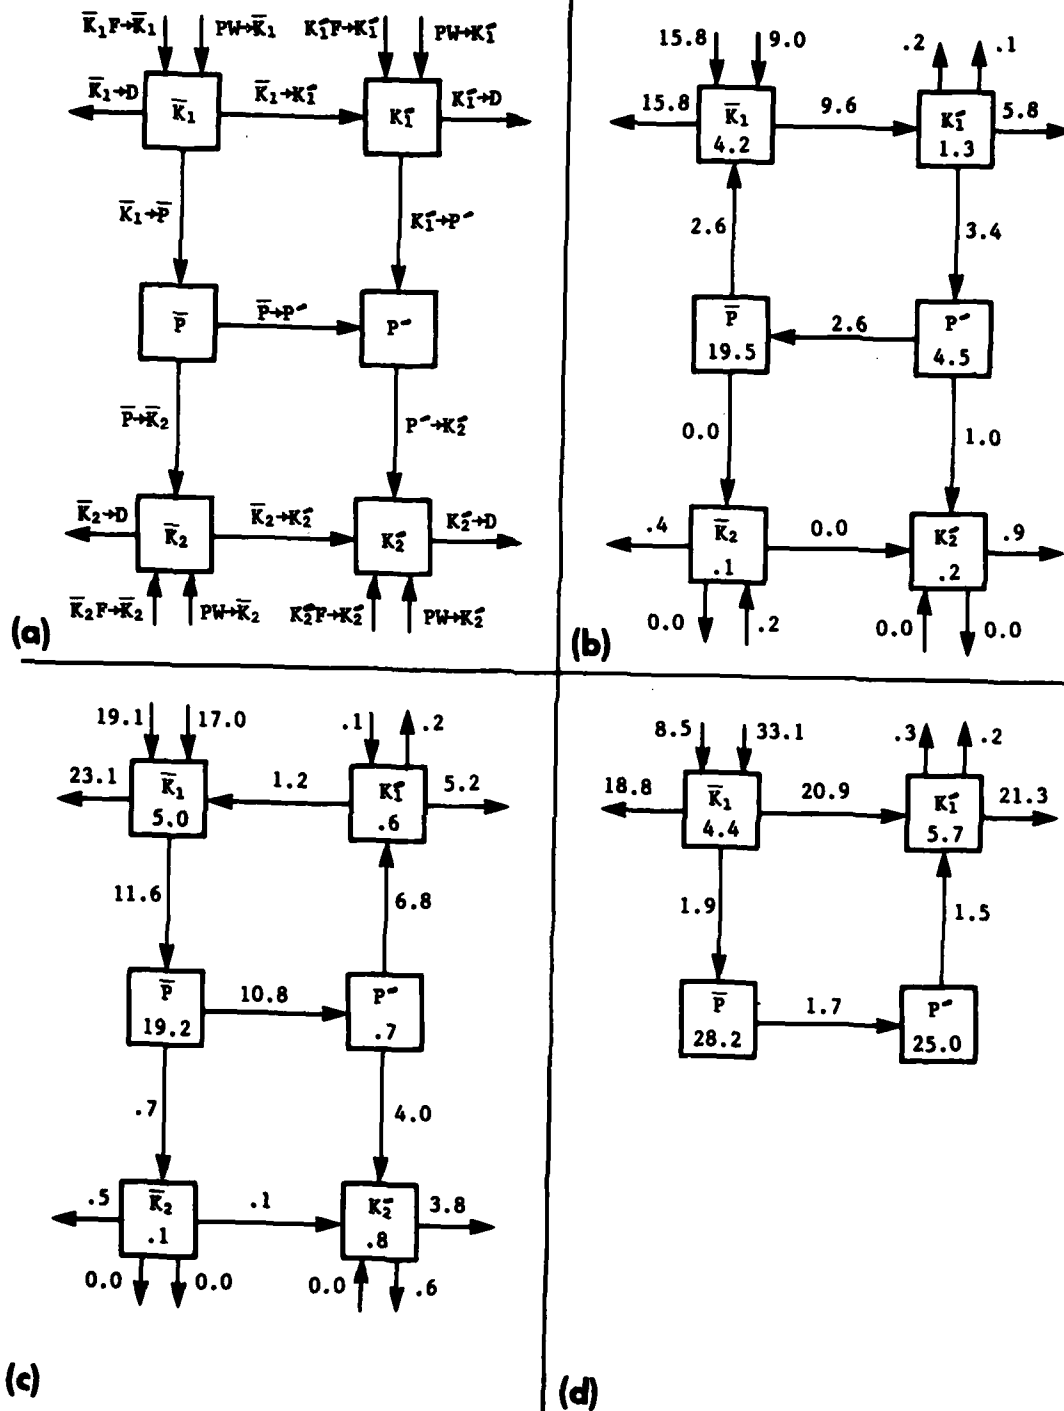 K̅₁F→K̅₁ PW→K̅₁ K₁′F→K₁′ PW→K₁′
K̅₁→D K̅₁ K̅₁→K₁′ K₁′ K₁′→D
K̅₁→P̅ K₁′→P′
P̅ P̅→P′ P′
P̅→K̅₂ P′→K₂′
K̅₂→D K̅₂ K̅₂→K₂′ K₂′ K₂′→D
K̅₂F→K̅₂ PW→K̅₂ K₂′F→K₂′ PW→K₂′
(a)
15.8 9.0 .2 .1
15.8 K̅₁ 9.6 K₁′ 5.8
4.2 1.3
2.6 3.4
P̅ 2.6 P′
19.5 4.5
0.0 1.0
.4 K̅₂ 0.0 K₂′ .9
.1 .2
0.0 .2 0.0 0.0
(b)
19.1 17.0 .1 .2
23.1 K̅₁ 1.2 K₁′ 5.2
5.0 .6
11.6 6.8
P̅ 10.8 P′
19.2 .7
.7 4.0
.5 K̅₂ .1 K₂′ 3.8
.1 .8
0.0 0.0 0.0 .6
(c)
8.5 33.1 .3 .2
18.8 K̅₁ 20.9 K₁′ 21.3
4.4 5.7
1.9 1.5
P̅ 1.7 P′
28.2 25.0
(d)